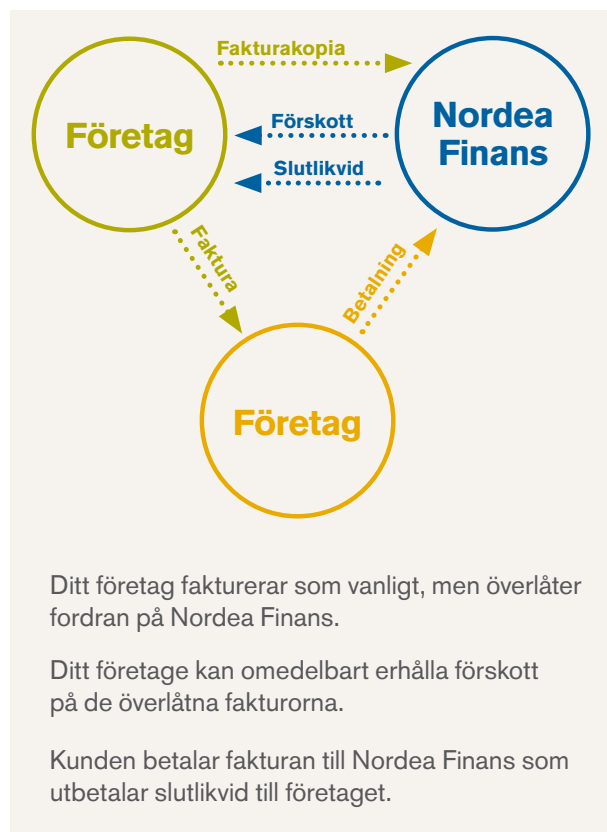 Fakturakopia
Företag
Förskott
Slutlikvid
Nordea
Finans
Faktura
Betalning
Företag
Ditt företag fakturerar som vanligt, men överlåter
fordran på Nordea Finans.
Ditt företage kan omedelbart erhålla förskott
på de överlåtna fakturorna.
Kunden betalar fakturan till Nordea Finans som
utbetalar slutlikvid till företaget.